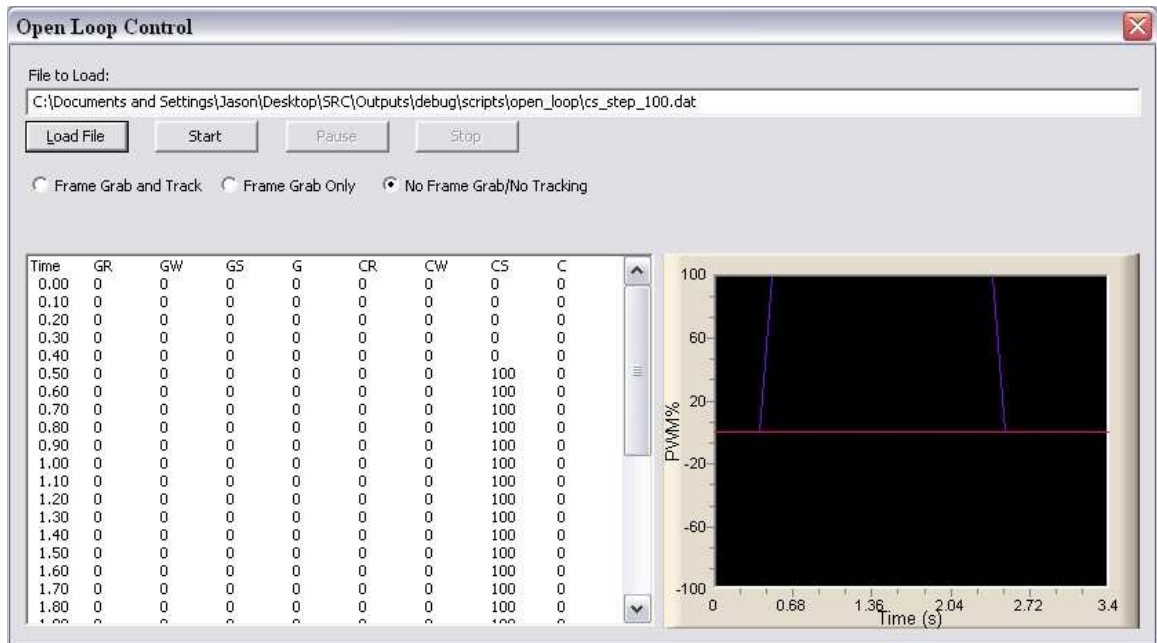 Open Loop Control
File to Load:
C:\Documents and Settings\Jason\Desktop\SRC\Outputs\debug\scripts\open_loop\cs_step_100.dat
Load File Start Pause Stop
Frame Grab and Track Frame Grab Only No Frame Grab/No Tracking
Time GR GW GS G CR CW CS C
0.00 0 0 0 0 0 0 0 0
0.10 0 0 0 0 0 0 0 0
0.20 0 0 0 0 0 0 0 0
0.30 0 0 0 0 0 0 0 0
0.40 0 0 0 0 0 0 0 0
0.50 0 0 0 0 0 0 100 0
0.60 0 0 0 0 0 0 100 0
0.70 0 0 0 0 0 0 100 0
0.80 0 0 0 0 0 0 100 0
0.90 0 0 0 0 0 0 100 0
1.00 0 0 0 0 0 0 100 0
1.10 0 0 0 0 0 0 100 0
1.20 0 0 0 0 0 0 100 0
1.30 0 0 0 0 0 0 100 0
1.40 0 0 0 0 0 0 100 0
1.50 0 0 0 0 0 0 100 0
1.60 0 0 0 0 0 0 100 0
1.70 0 0 0 0 0 0 100 0
1.80 0 0 0 0 0 0 100 0
100
60
20
-20
-60
-100
PWM%
0 0.68 1.36 2.04 2.72 3.4
Time (s)